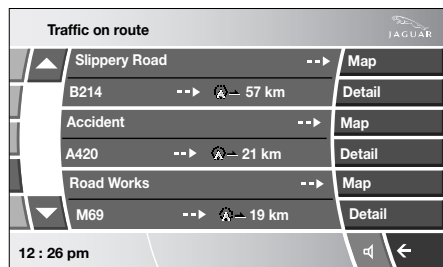 Traffic on route
JAGUAR
Slippery Road Map
B214 57 km Detail
Accident Map
A420 21 km Detail
Road Works Map
M69 19 km Detail
12 : 26 pm